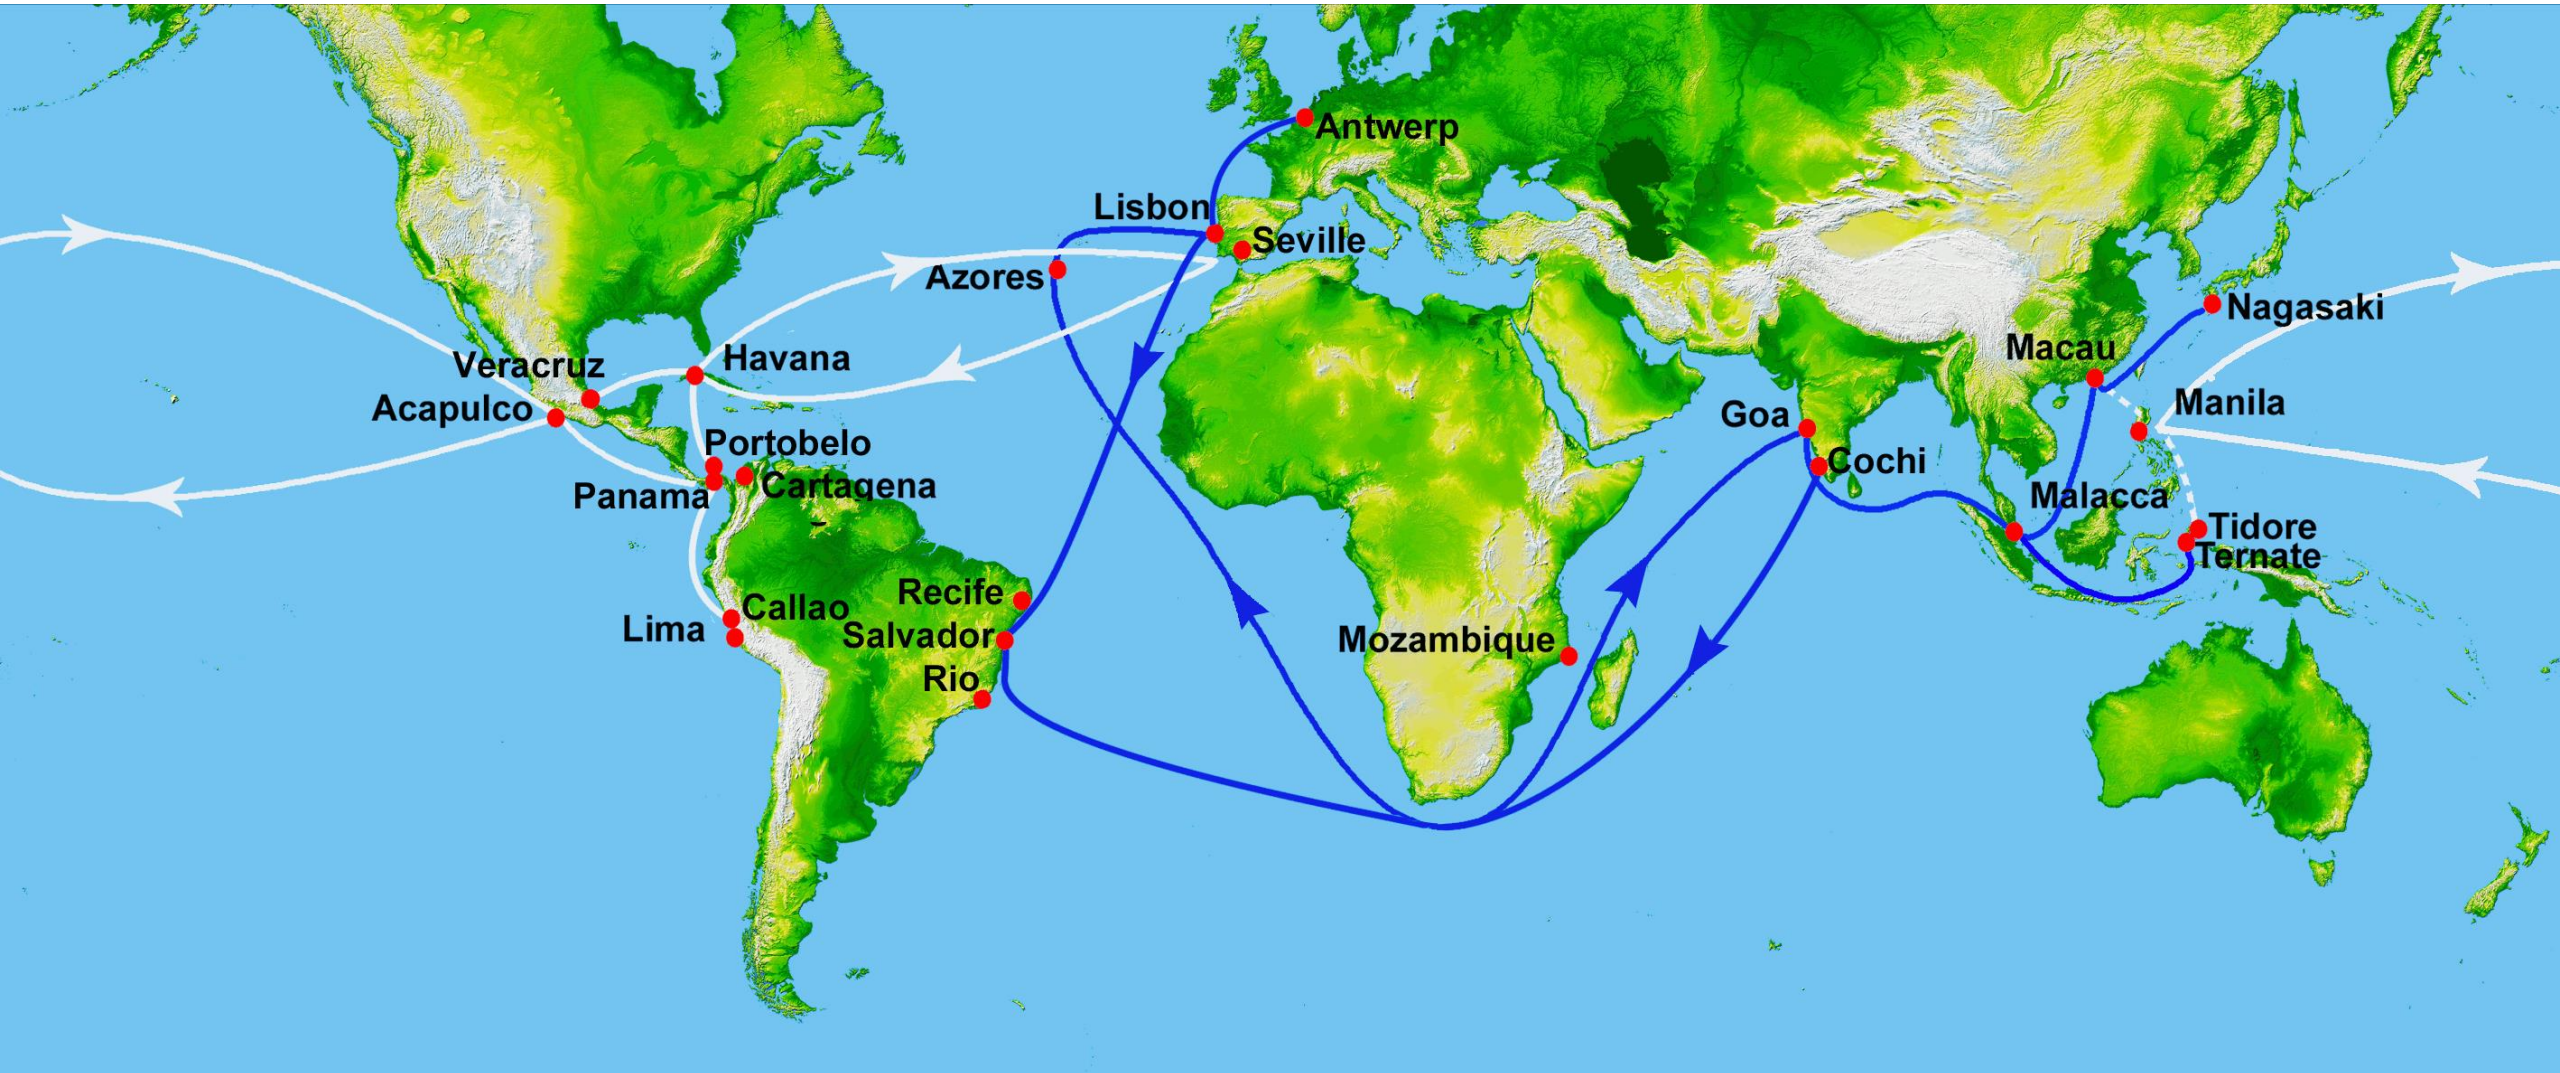 Antwerp
Lisbon
Seville
Azores
Nagasaki
Macau
Veracruz
Havana
Acapulco
Manila
Goa
Portobelo
Cochi
Panama
Cartagena
Malacca
Tidore
Ternate
Recife
Callao
Lima
Salvador
Mozambique
Rio